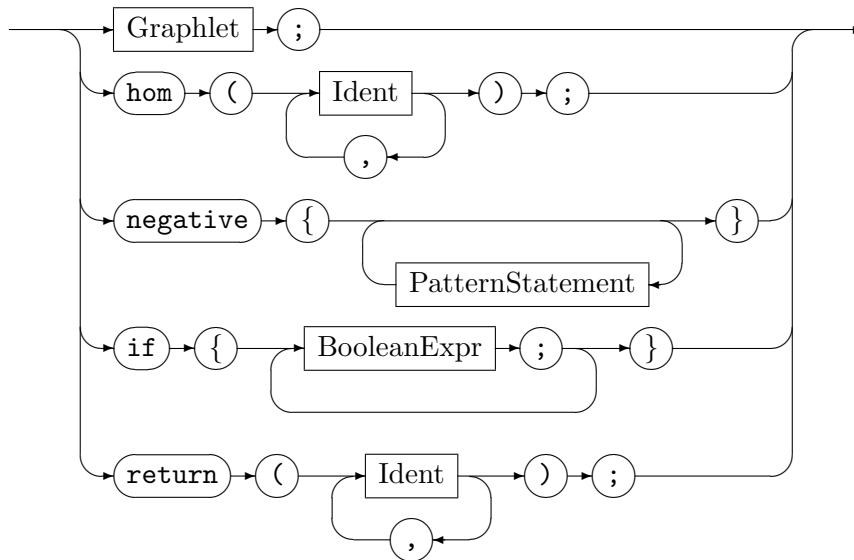 Graphlet ;
hom ( Ident ) ;
,
negative { }
PatternStatement
if { BooleanExpr ; }
return ( Ident ) ;
,